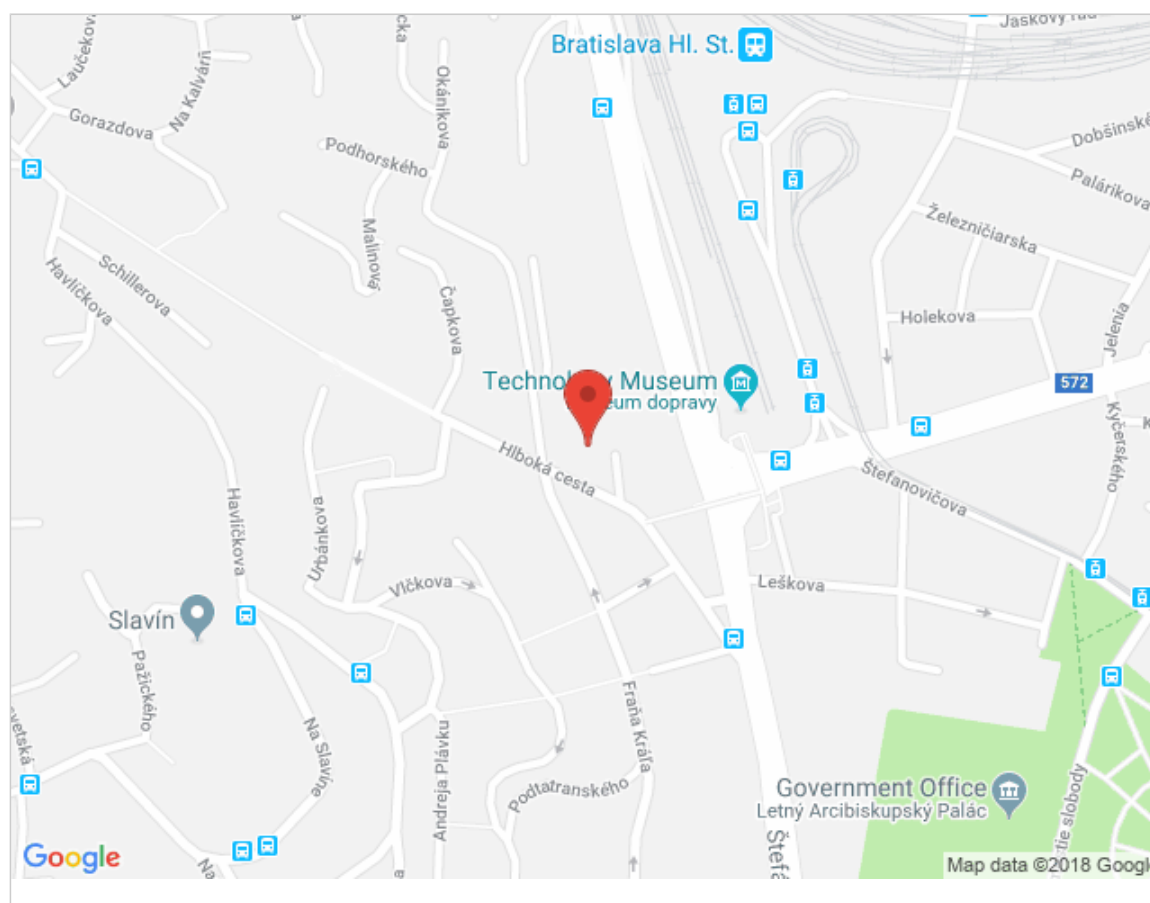 Jaskový rad
Bratislava Hl. St.
Laučekova
Na Kalvárii
Okánikova
Gorazdova
Podhorského
Dobšinské
Palárikova
Železničiarska
Malinová
Havlíčkova
Schillerova
Čapkova
Holekova
Jelenia
572
Technology Museum
Múzeum dopravy
Kyčerského
Hlboká cesta
Štefanovičova
Havlíčkova
Urbánkova
Vlčkova
Leškova
Slavín
Pažického
Fraňa Kráľa
Na Slavíne
Andreja Plávku
Podtatranského
Government Office
Letný Arcibiskupský Palác
Google
Map data ©2018 Google